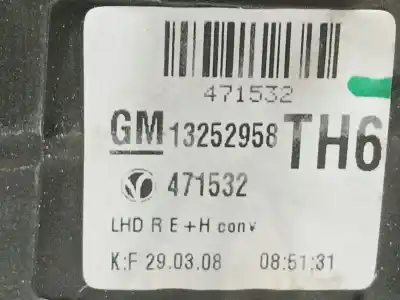 471532
GM 13252958 TH6
471532
LHD R E+H conv
K:F 29.03.08 08:51:31